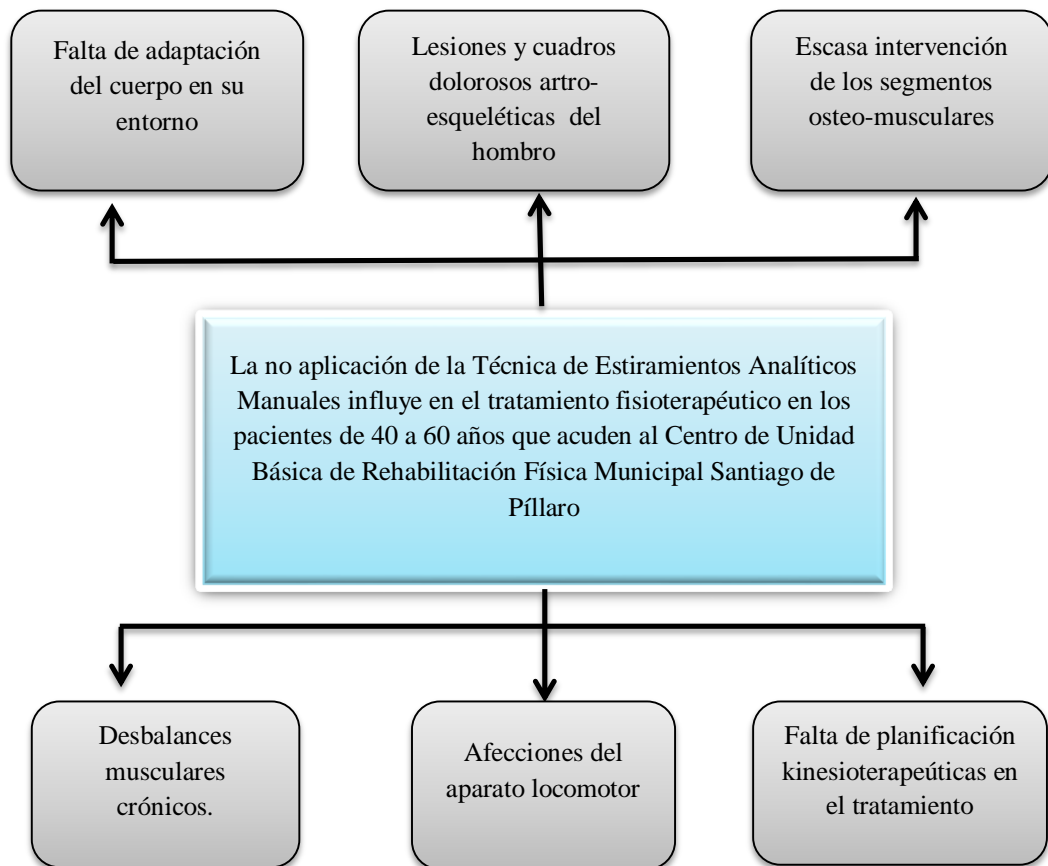 Falta de adaptación
del cuerpo en su
entorno
Lesiones y cuadros
dolorosos artro-
esqueléticas del
hombro
Escasa intervención
de los segmentos
osteo-musculares
La no aplicación de la Técnica de Estiramientos Analíticos
Manuales influye en el tratamiento fisioterapéutico en los
pacientes de 40 a 60 años que acuden al Centro de Unidad
Básica de Rehabilitación Física Municipal Santiago de
Píllaro
Desbalances
musculares
crónicos.
Afecciones del
aparato locomotor
Falta de planificación
kinesioterapeúticas en
el tratamiento